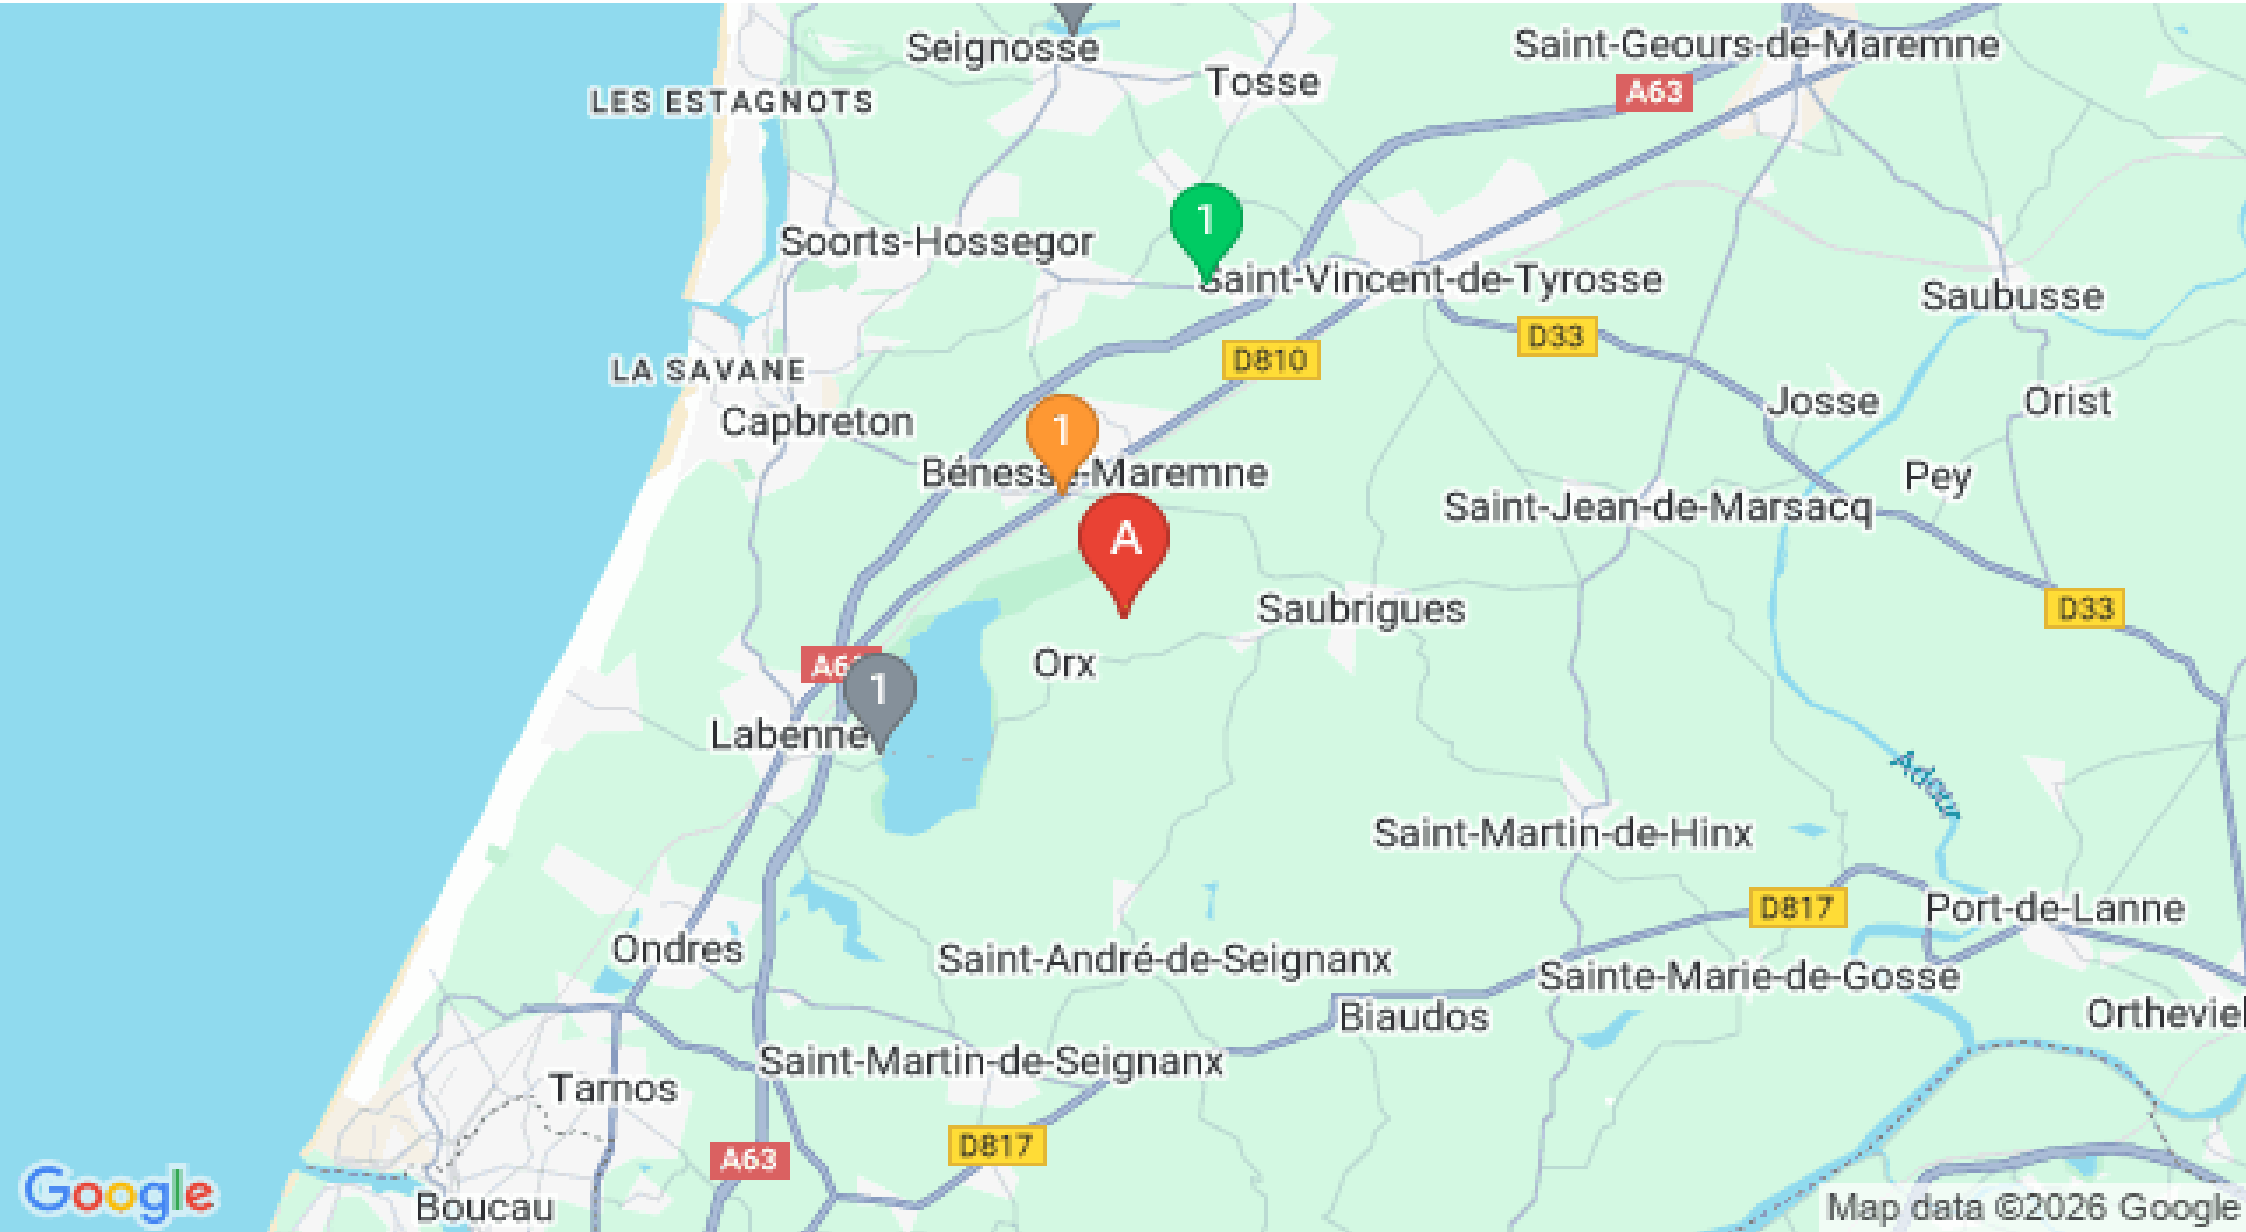 Seignosse
Saint-Geours-de-Maremne
Tosse
A63
LES ESTAGNOTS
1
Soorts-Hossegor
Saint-Vincent-de-Tyrosse
Saubusse
D33
D810
LA SAVANE
Capbreton
Josse
Orist
1
Bénesse-Maremne
Pey
Saint-Jean-de-Marsacq
A
Saubrigues
D33
A63
Orx
1
Labenne
Adour
Saint-Martin-de-Hinx
D817
Port-de-Lanne
Ondres
Saint-André-de-Seignanx
Sainte-Marie-de-Gosse
Biaudos
Ortheviel
Saint-Martin-de-Seignanx
Tarnos
D817
A63
Google
Boucau
Map data ©2026 Google